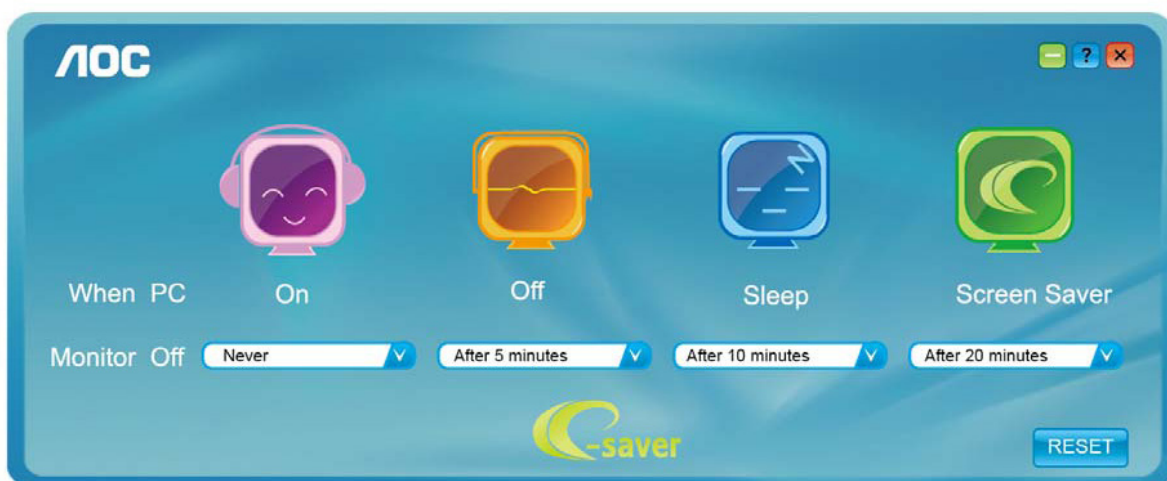 AOC
?
When PC On Off Sleep Screen Saver
Monitor Off Never After 5 minutes After 10 minutes After 20 minutes
e-saver
RESET